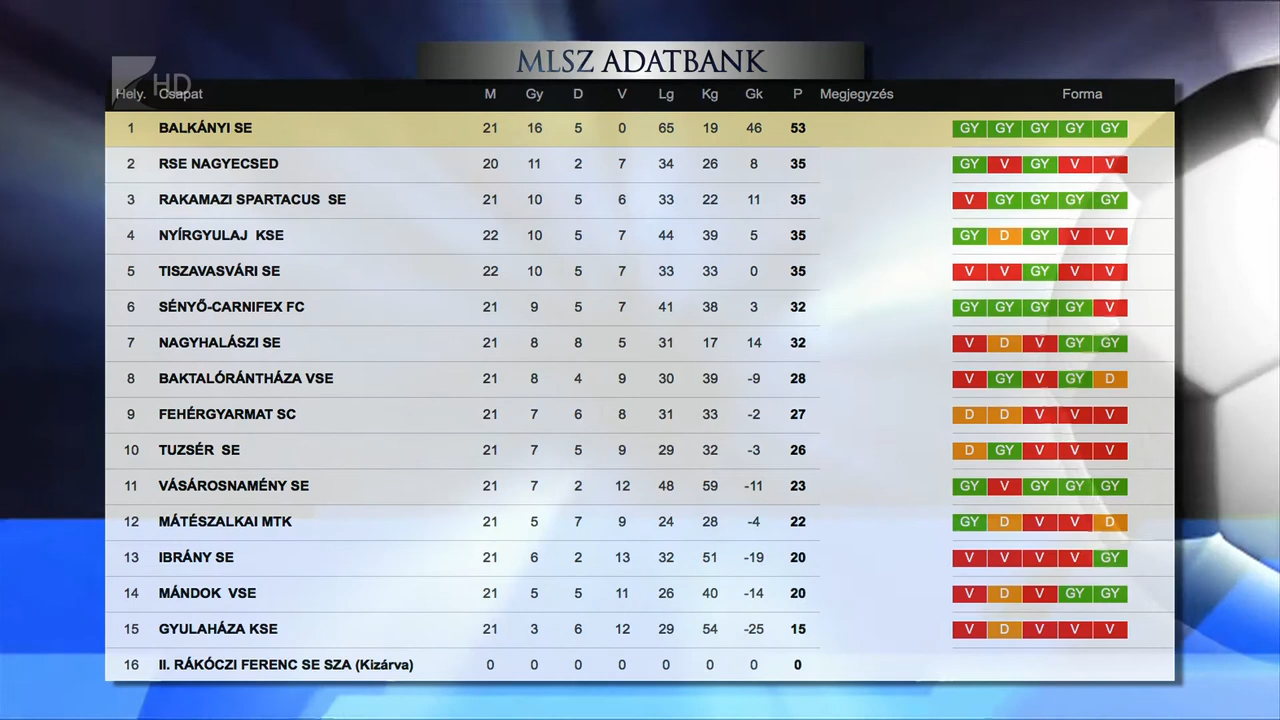 MLSZ ADATBANK
HD
Hely. Csapat M Gy D V Lg Kg Gk P Megjegyzés Forma
1 BALKÁNYI SE 21 16 5 0 65 19 46 53 GY GY GY GY GY
2 RSE NAGYECSED 20 11 2 7 34 26 8 35 GY V GY V V
3 RAKAMAZI SPARTACUS SE 21 10 5 6 33 22 11 35 V GY GY GY GY
4 NYÍRGYULAJ KSE 22 10 5 7 44 39 5 35 GY D GY V V
5 TISZAVASVÁRI SE 22 10 5 7 33 33 0 35 V V GY V V
6 SÉNYŐ-CARNIFEX FC 21 9 5 7 41 38 3 32 GY GY GY GY V
7 NAGYHALÁSZI SE 21 8 8 5 31 17 14 32 V D V GY GY
8 BAKTALÓRÁNTHÁZA VSE 21 8 4 9 30 39 -9 28 V GY V GY D
9 FEHÉRGYARMAT SC 21 7 6 8 31 33 -2 27 D D V V V
10 TUZSÉR SE 21 7 5 9 29 32 -3 26 D GY V V V
11 VÁSÁROSNAMÉNY SE 21 7 2 12 48 59 -11 23 GY V GY GY GY
12 MÁTÉSZALKAI MTK 21 5 7 9 24 28 -4 22 GY D V V D
13 IBRÁNY SE 21 6 2 13 32 51 -19 20 V V V V GY
14 MÁNDOK VSE 21 5 5 11 26 40 -14 20 V D V GY GY
15 GYULAHÁZA KSE 21 3 6 12 29 54 -25 15 V D V V V
16 II. RÁKÓCZI FERENC SE SZA (Kizárva) 0 0 0 0 0 0 0 0